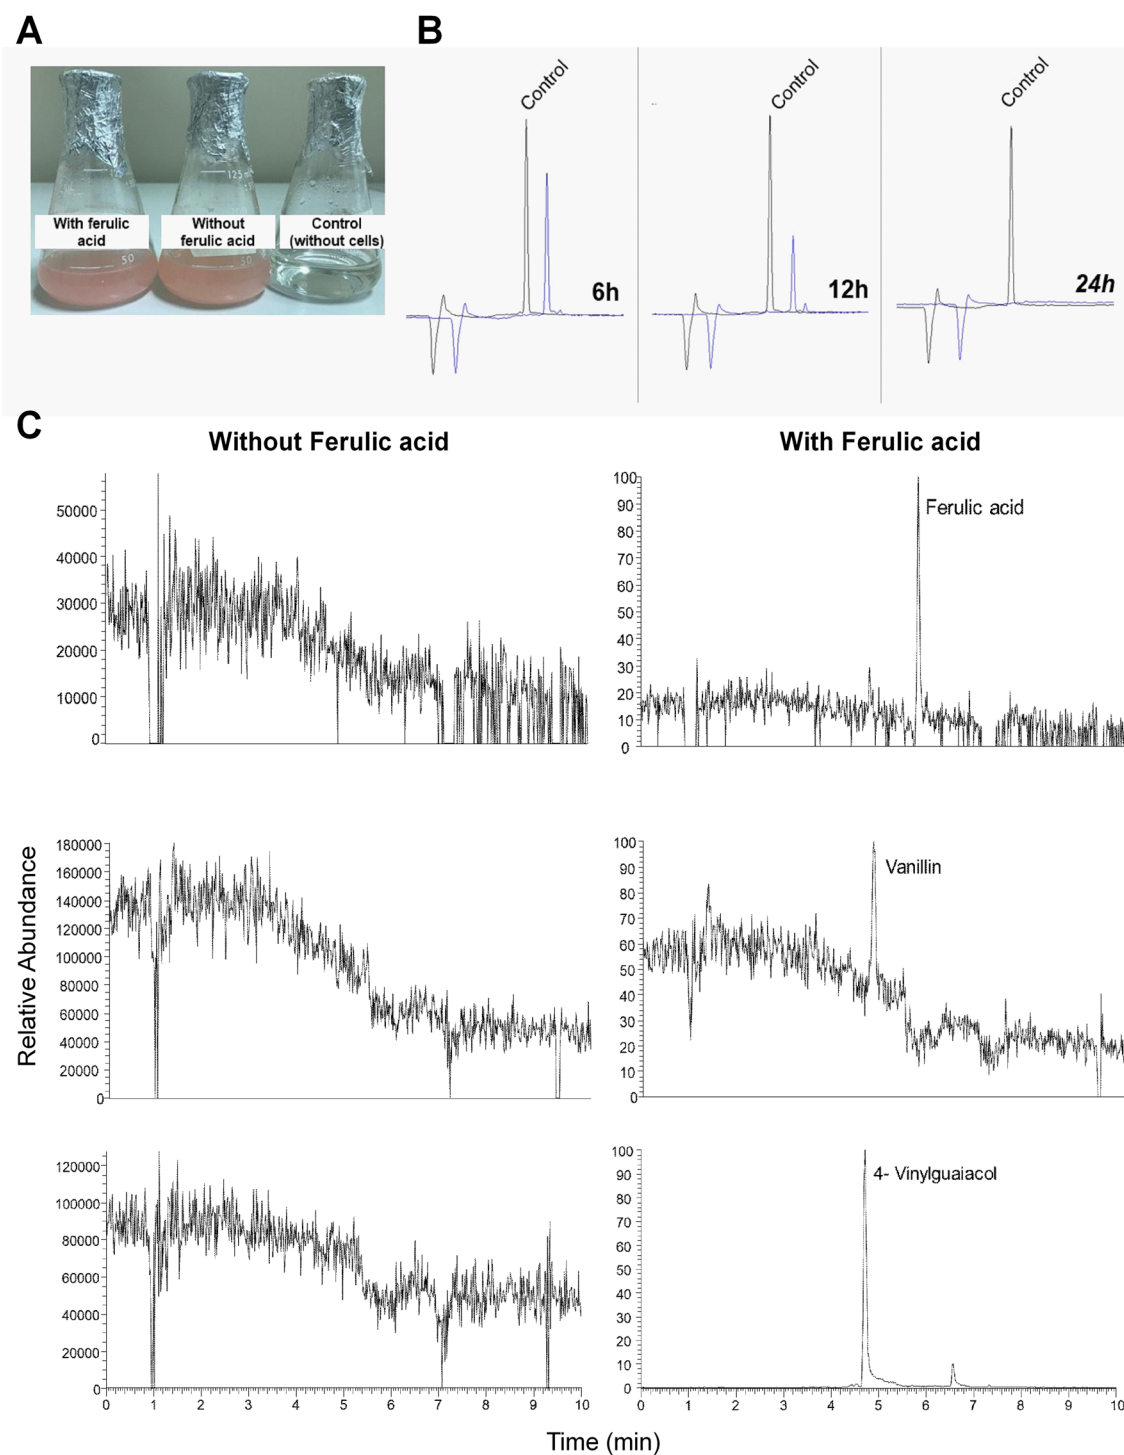 A
B
125
With ferulic
acid
Without
ferulic acid
Control
(without cells)
50
50
Control
6h
Control
12h
Control
24h
C
Without Ferulic acid
With Ferulic acid
50000
40000
30000
20000
10000
0
100
90
80
70
60
50
40
30
20
10
0
Ferulic acid
Relative Abundance
180000
160000
140000
120000
100000
80000
60000
40000
20000
0
100
90
80
70
60
50
40
30
20
10
0
Vanillin
120000
100000
80000
60000
40000
20000
0
0 1 2 3 4 5 6 7 8 9 10
100
90
80
70
60
50
40
30
20
10
0
4- Vinylguaiacol
0 1 2 3 4 5 6 7 8 9 10
Time (min)